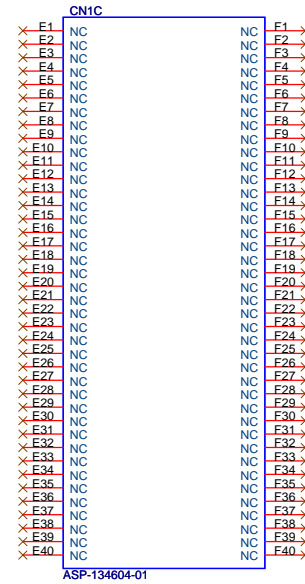 CN1C
E1 NC NC F1
E2 NC NC F2
E3 NC NC F3
E4 NC NC F4
E5 NC NC F5
E6 NC NC F6
E7 NC NC F7
E8 NC NC F8
E9 NC NC F9
E10 NC NC F10
E11 NC NC F11
E12 NC NC F12
E13 NC NC F13
E14 NC NC F14
E15 NC NC F15
E16 NC NC F16
E17 NC NC F17
E18 NC NC F18
E19 NC NC F19
E20 NC NC F20
E21 NC NC F21
E22 NC NC F22
E23 NC NC F23
E24 NC NC F24
E25 NC NC F25
E26 NC NC F26
E27 NC NC F27
E28 NC NC F28
E29 NC NC F29
E30 NC NC F30
E31 NC NC F31
E32 NC NC F32
E33 NC NC F33
E34 NC NC F34
E35 NC NC F35
E36 NC NC F36
E37 NC NC F37
E38 NC NC F38
E39 NC NC F39
E40 NC NC F40
ASP-134604-01